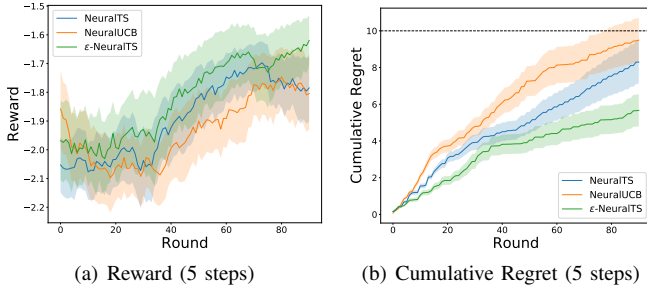 NeuralTS
NeuralUCB
ε-NeuralTS
−1.5
−1.6
−1.7
−1.8
−1.9
−2.0
−2.1
−2.2
Reward
0 20 40 60 80
Round
(a) Reward (5 steps)
10
8
6
4
2
0
Cumulative Regret
NeuralTS
NeuralUCB
ε-NeuralTS
0 20 40 60 80
Round
(b) Cumulative Regret (5 steps)